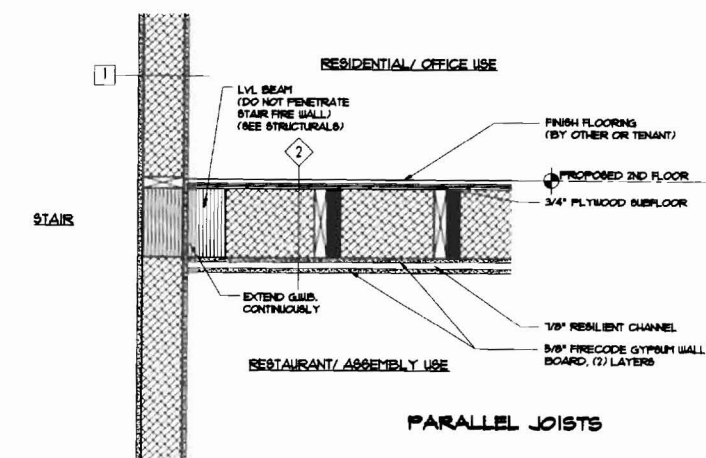 1
RESIDENTIAL/ OFFICE USE
LVL BEAM
(DO NOT PENETRATE
STAIR FIRE WALL)
(SEE STRUCTURALS)
2
FINISH FLOORING
(BY OTHER OR TENANT)
PROPOSED 2ND FLOOR
3/4" PLYWOOD SUBFLOOR
STAIR
EXTEND G.W.B.
CONTINUOUSLY
7/8" RESILIENT CHANNEL
5/8" FIRECODE GYPSUM WALL
BOARD, (2) LAYERS
RESTAURANT/ ASSEMBLY USE
PARALLEL JOISTS